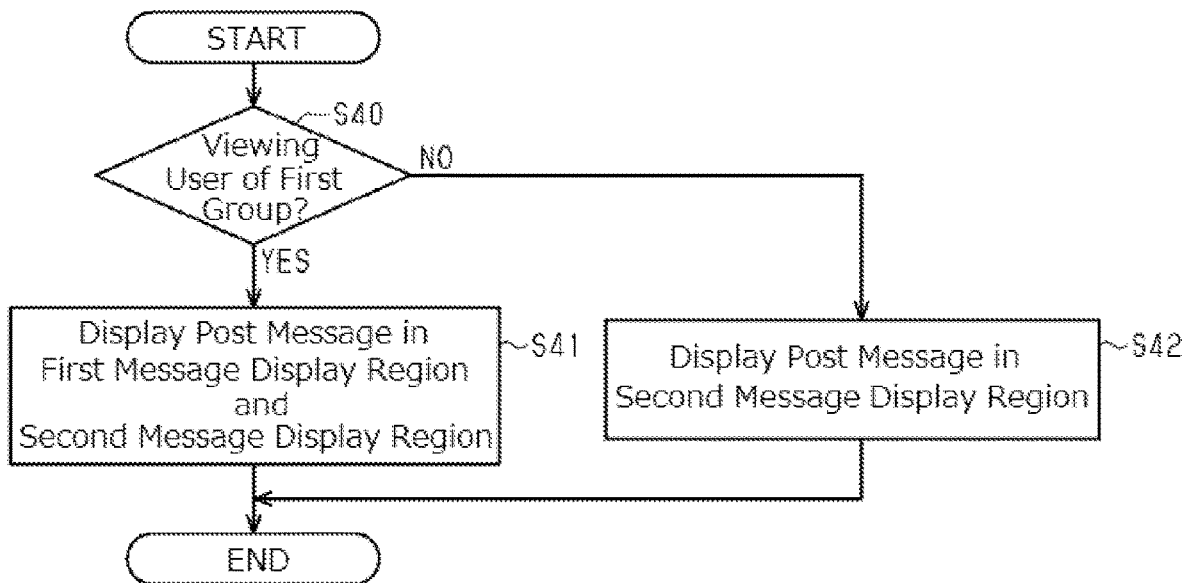 START
S40
Viewing
User of First
Group?
NO
YES
Display Post Message in
First Message Display Region
and
Second Message Display Region
S41
Display Post Message in
Second Message Display Region
S42
END